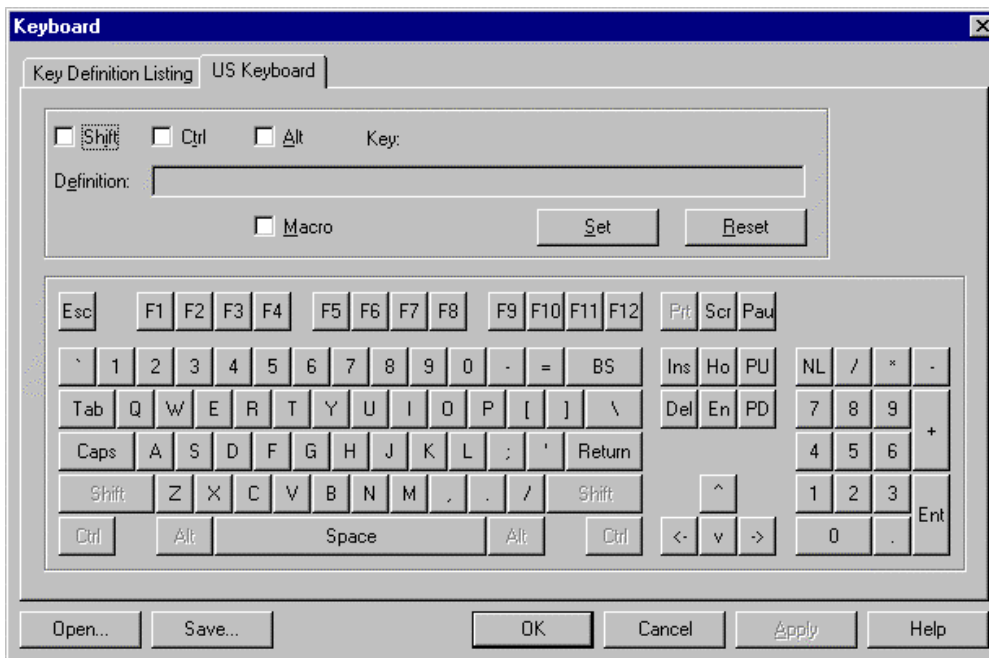 Keyboard
Key Definition Listing US Keyboard
Shift Ctrl Alt Key:
Definition:
Macro Set Reset
Esc F1 F2 F3 F4 F5 F6 F7 F8 F9 F10 F11 F12 Prt Scr Pau
` 1 2 3 4 5 6 7 8 9 0 - = BS Ins Ho PU NL / * -
Tab Q W E R T Y U I O P [ ] \ Del En PD 7 8 9 +
Caps A S D F G H J K L ; ' Return 4 5 6
Shift Z X C V B N M , . / Shift ^ 1 2 3 Ent
Ctrl Alt Space Alt Ctrl <- v -> 0 .
Open... Save... OK Cancel Apply Help